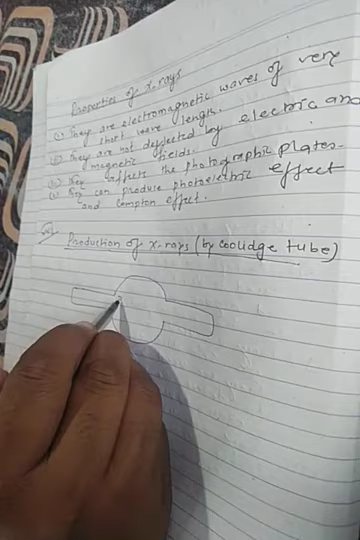 Properties of x-rays
(i) They are electromagnetic waves of very
short wave length.
(ii) They are not deflected by electric and
magnetic fields.
They affects the photographic plates.
They can produce photoelectric effect
and compton effect.
Production of x-rays (by coolidge tube)